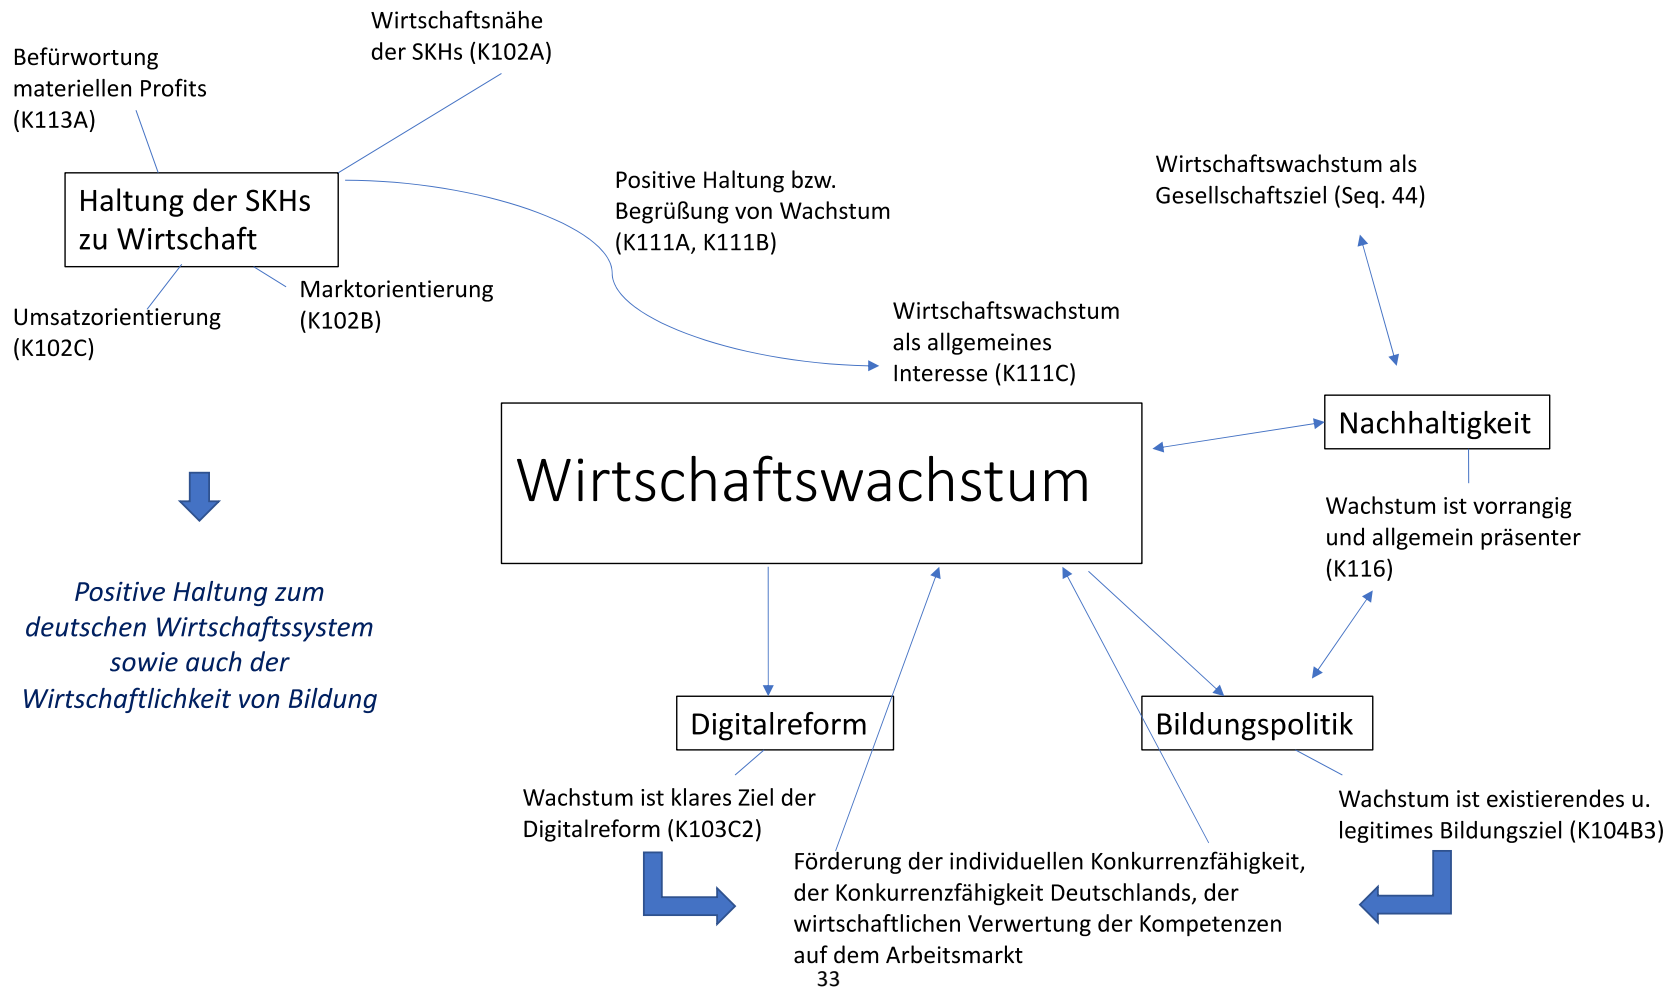 Wirtschaftsnähe
der SKHs (K102A)
Befürwortung
materiellen Profits
(K113A)
Haltung der SKHs
zu Wirtschaft
Umsatzorientierung
(K102C)
Marktorientierung
(K102B)
Positive Haltung bzw.
Begrüßung von Wachstum
(K111A, K111B)
Wirtschaftswachstum als
Gesellschaftsziel (Seq. 44)
Wirtschaftswachstum
als allgemeines
Interesse (K111C)
Wirtschaftswachstum
Nachhaltigkeit
Wachstum ist vorrangig
und allgemein präsenter
(K116)
Positive Haltung zum
deutschen Wirtschaftssystem
sowie auch der
Wirtschaftlichkeit von Bildung
Digitalreform
Bildungspolitik
Wachstum ist klares Ziel der
Digitalreform (K103C2)
Wachstum ist existierendes u.
legitimes Bildungsziel (K104B3)
Förderung der individuellen Konkurrenzfähigkeit,
der Konkurrenzfähigkeit Deutschlands, der
wirtschaftlichen Verwertung der Kompetenzen
auf dem Arbeitsmarkt
33